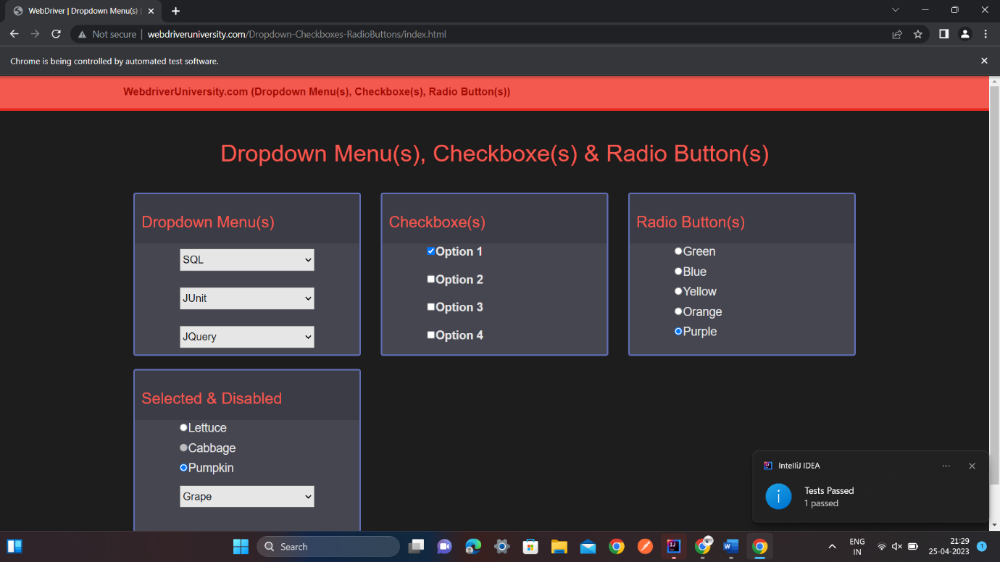 WebDriver | Dropdown Menu(s) |
Not secure | webdriveruniversity.com/Dropdown-Checkboxes-RadioButtons/index.html
Chrome is being controlled by automated test software.
WebdriverUniversity.com (Dropdown Menu(s), Checkboxe(s), Radio Button(s))
Dropdown Menu(s), Checkboxe(s) & Radio Button(s)
Dropdown Menu(s)
SQL
JUnit
JQuery
Checkboxe(s)
Option 1
Option 2
Option 3
Option 4
Radio Button(s)
Green
Blue
Yellow
Orange
Purple
Selected & Disabled
Lettuce
Cabbage
Pumpkin
Grape
IntelliJ IDEA
Tests Passed
1 passed
Search
ENG
IN
21:29
25-04-2023
1